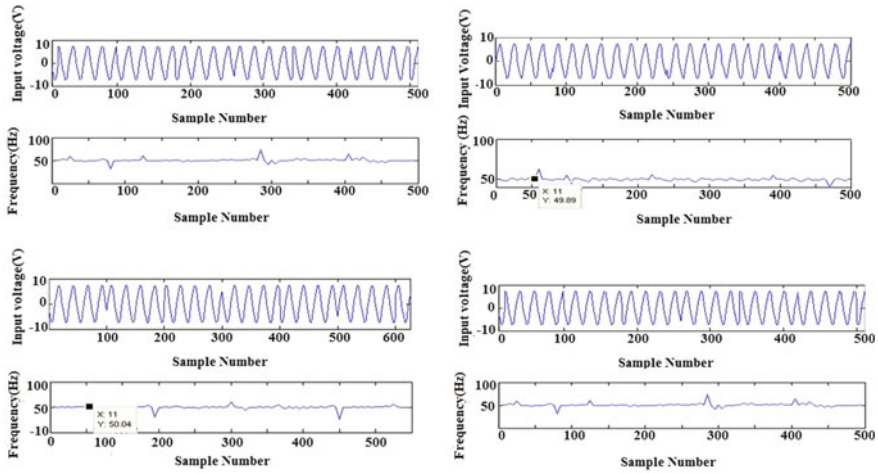 Input voltage(V)
10
0
-10
0 100 200 300 400 500
Sample Number
Frequency(Hz)
100
50
0 100 200 300 400 500
Sample Number
Input Voltage(V)
10
0
-10
0 100 200 300 400 500
Sample Number
Frequency (Hz)
100
50
0 50 100 200 300 400 500
X: 11
Y: 49.89
Sample Number
Input voltage(V)
10
0
-10
100 200 300 400 500 600
Sample Number
Frequency(Hz)
100
50
-10
0 100 200 300 400 500
X: 11
Y: 50.04
Sample Number
Input voltage(V)
10
0
-10
0 100 200 300 400 500
Sample Number
Frequency(Hz)
100
50
0 100 200 300 400 500
Sample Number